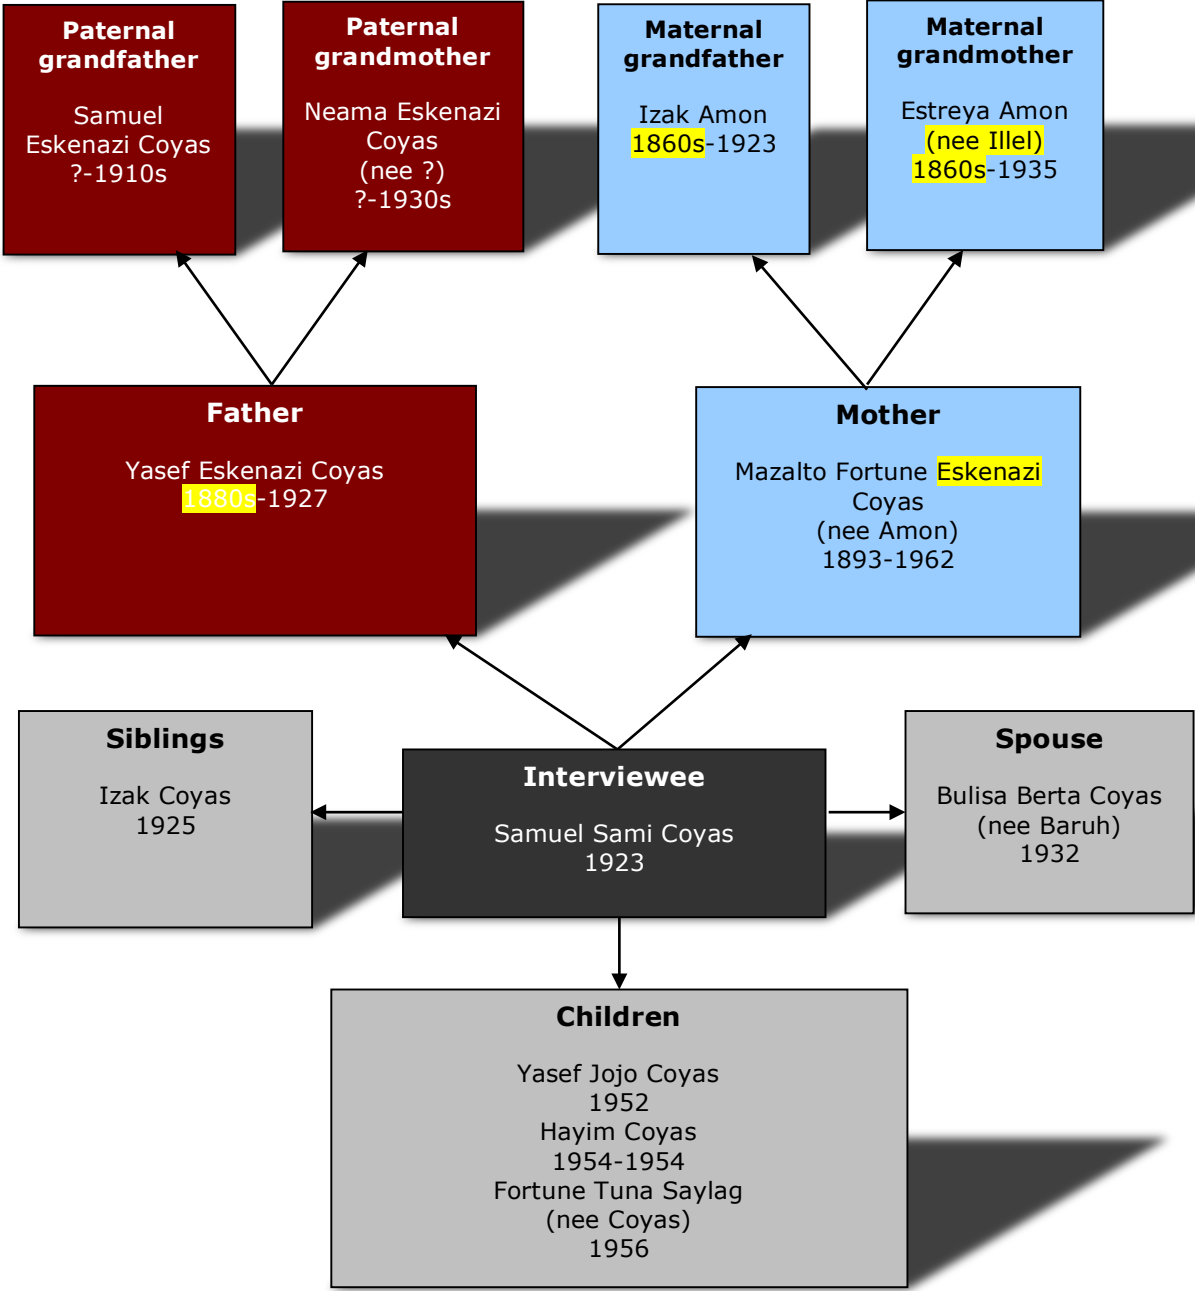 Paternal
grandfather
Samuel
Eskenazi Coyas
?-1910s
Paternal
grandmother
Neama Eskenazi
Coyas
(nee ?)
?-1930s
Maternal
grandfather
Izak Amon
1860s-1923
Maternal
grandmother
Estreya Amon
(nee Illel)
1860s-1935
Father
Yasef Eskenazi Coyas
1880s-1927
Mother
Mazalto Fortune Eskenazi
Coyas
(nee Amon)
1893-1962
Siblings
Izak Coyas
1925
Interviewee
Samuel Sami Coyas
1923
Spouse
Bulisa Berta Coyas
(nee Baruh)
1932
Children
Yasef Jojo Coyas
1952
Hayim Coyas
1954-1954
Fortune Tuna Saylag
(nee Coyas)
1956